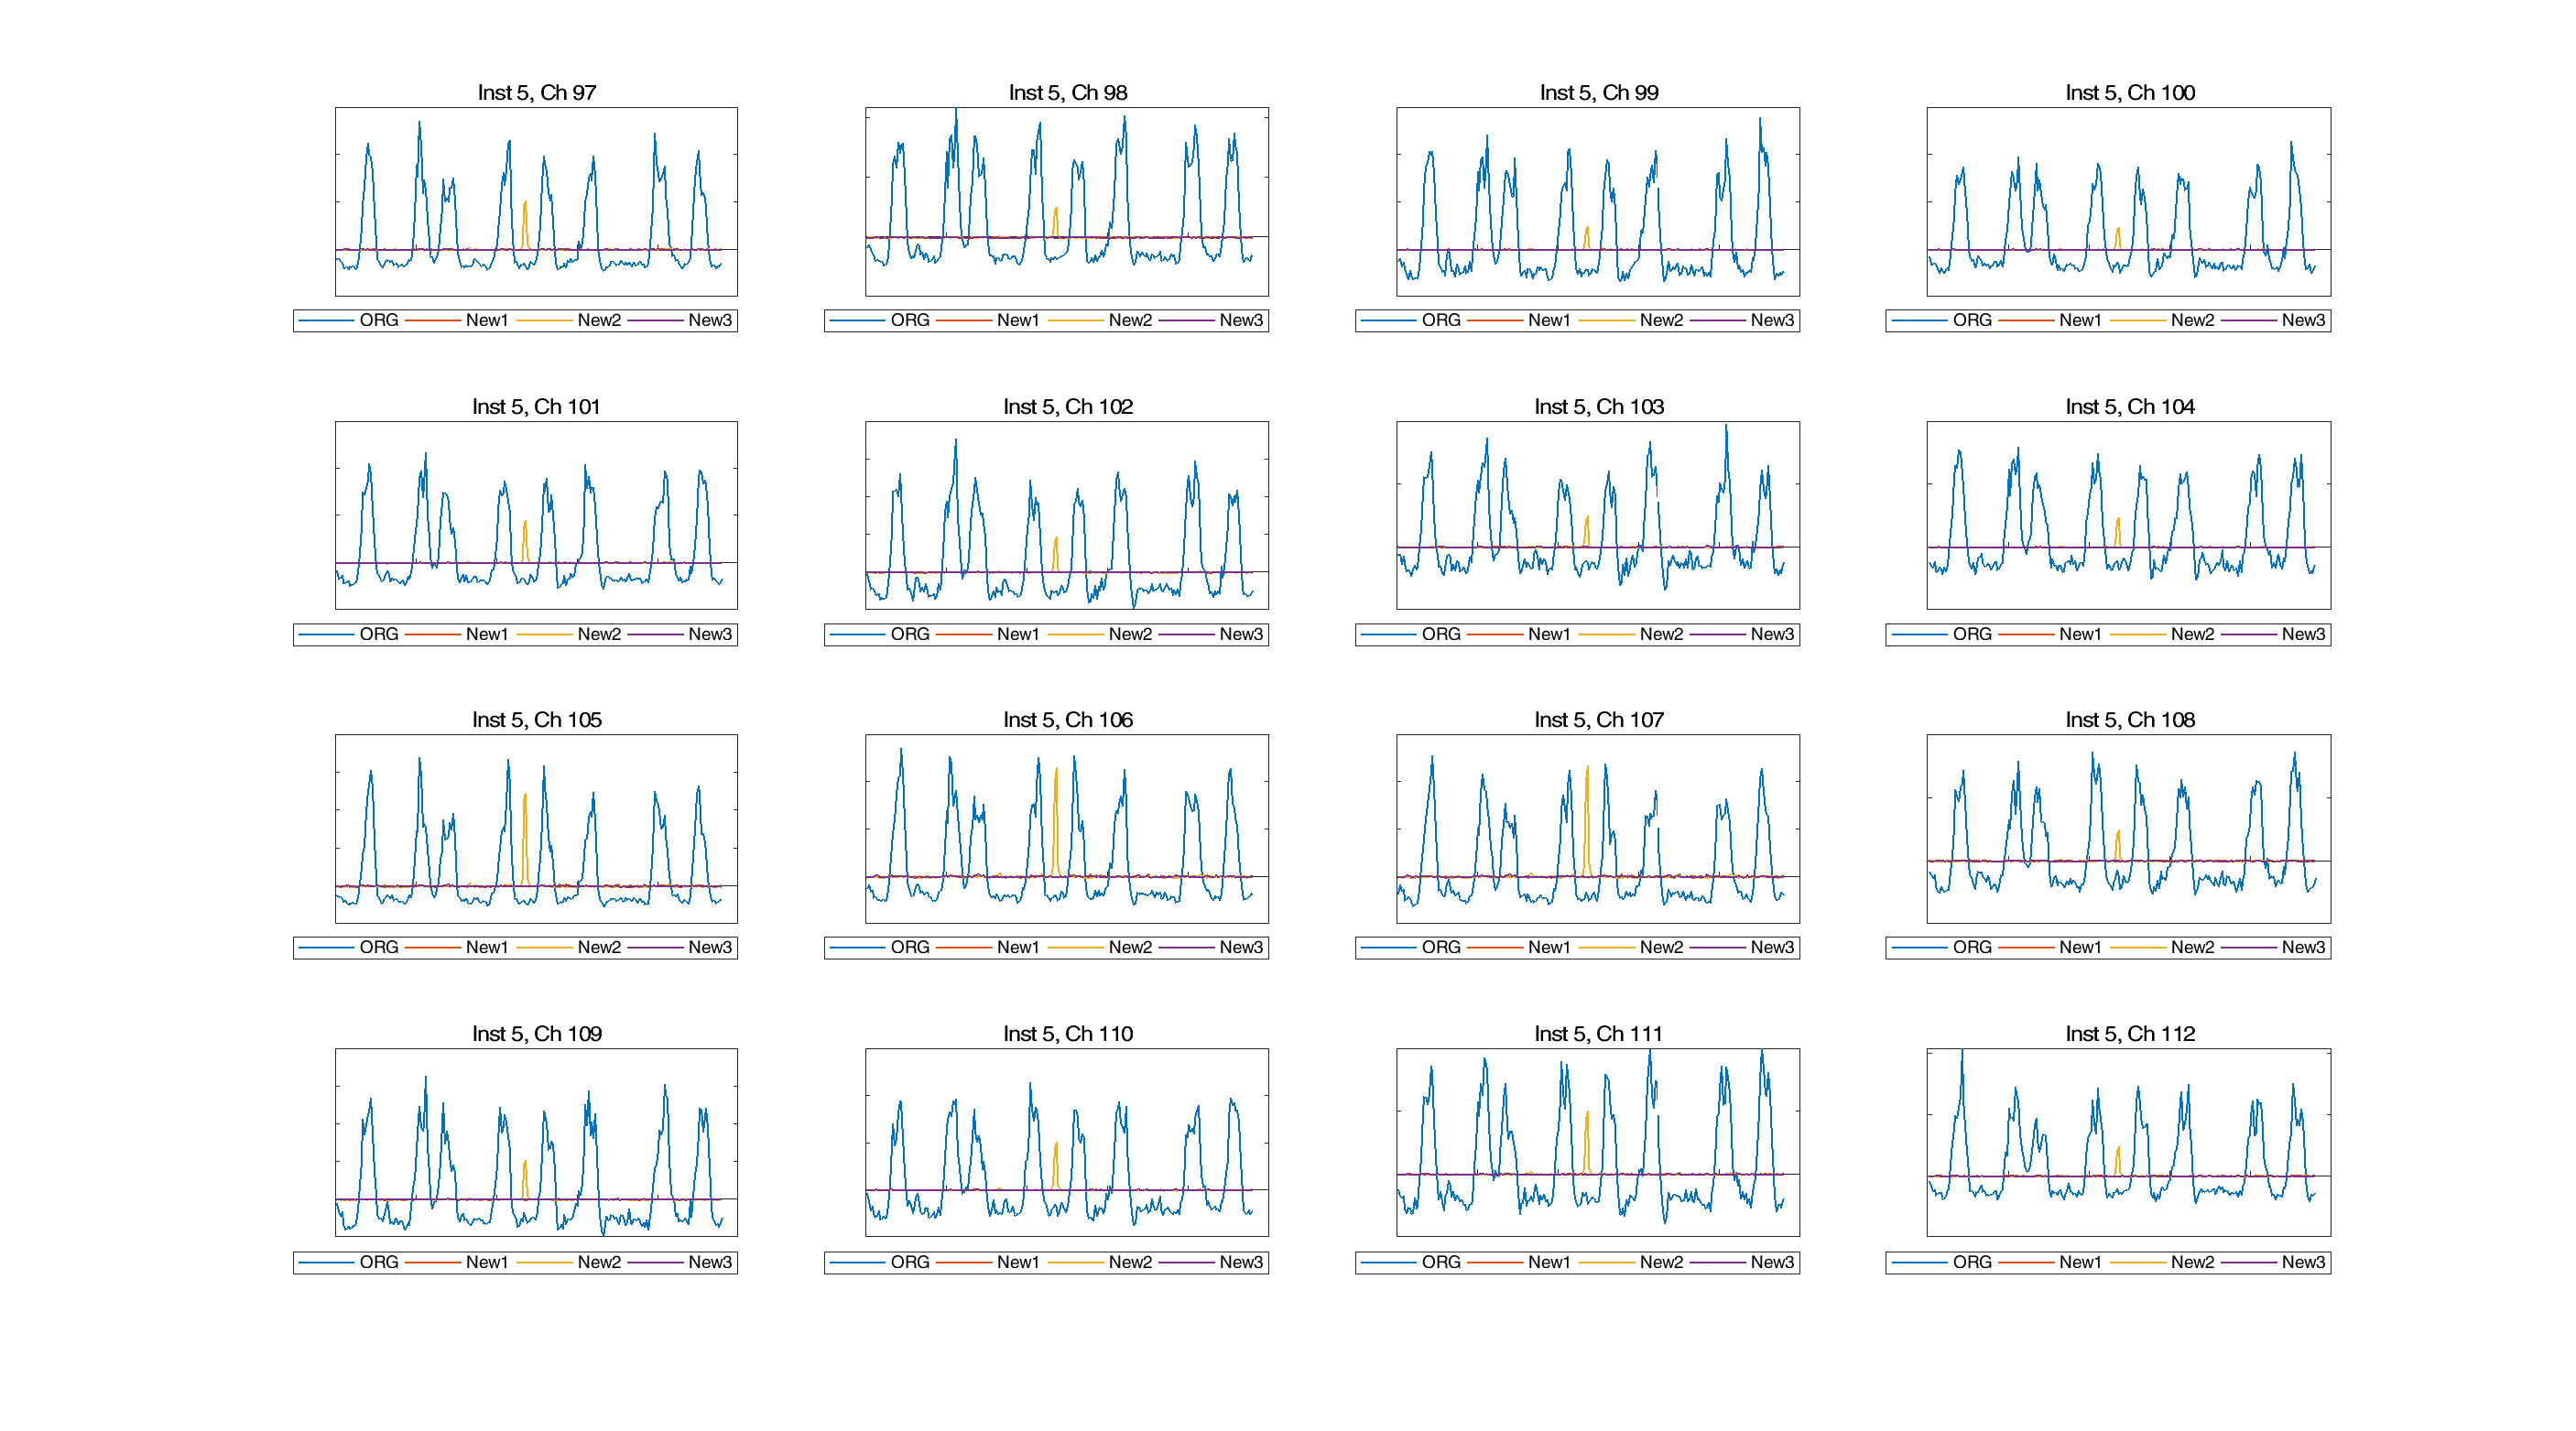 Inst 5, Ch 97
Inst 5, Ch 98
Inst 5, Ch 99
Inst 5, Ch 100
ORG New1 New2 New3
ORG New1 New2 New3
ORG New1 New2 New3
ORG New1 New2 New3
Inst 5, Ch 101
Inst 5, Ch 102
Inst 5, Ch 103
Inst 5, Ch 104
ORG New1 New2 New3
ORG New1 New2 New3
ORG New1 New2 New3
ORG New1 New2 New3
Inst 5, Ch 105
Inst 5, Ch 106
Inst 5, Ch 107
Inst 5, Ch 108
ORG New1 New2 New3
ORG New1 New2 New3
ORG New1 New2 New3
ORG New1 New2 New3
Inst 5, Ch 109
Inst 5, Ch 110
Inst 5, Ch 111
Inst 5, Ch 112
ORG New1 New2 New3
ORG New1 New2 New3
ORG New1 New2 New3
ORG New1 New2 New3